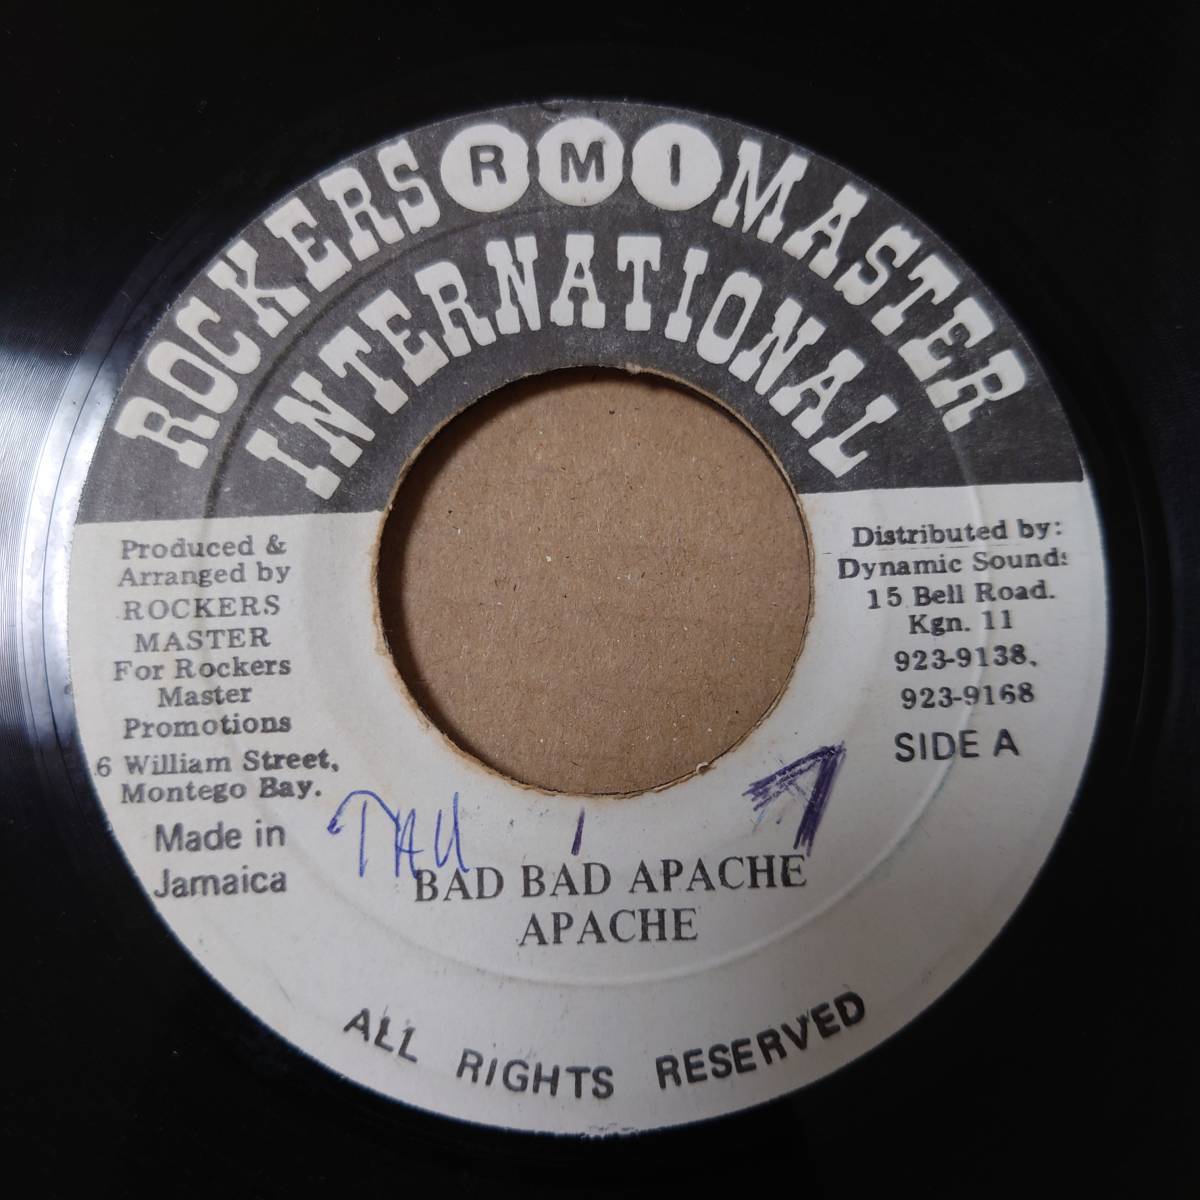 ROCKERS RMI MASTER
INTERNATIONAL
Produced &
Arranged by
ROCKERS
MASTER
For Rockers
Master
Promotions
6 William Street,
Montego Bay.
Made in
Jamaica
Distributed by:
Dynamic Sounds
15 Bell Road.
Kgn. 11
923-9138,
923-9168
SIDE A
BAD BAD APACHE
APACHE
ALL RIGHTS RESERVED